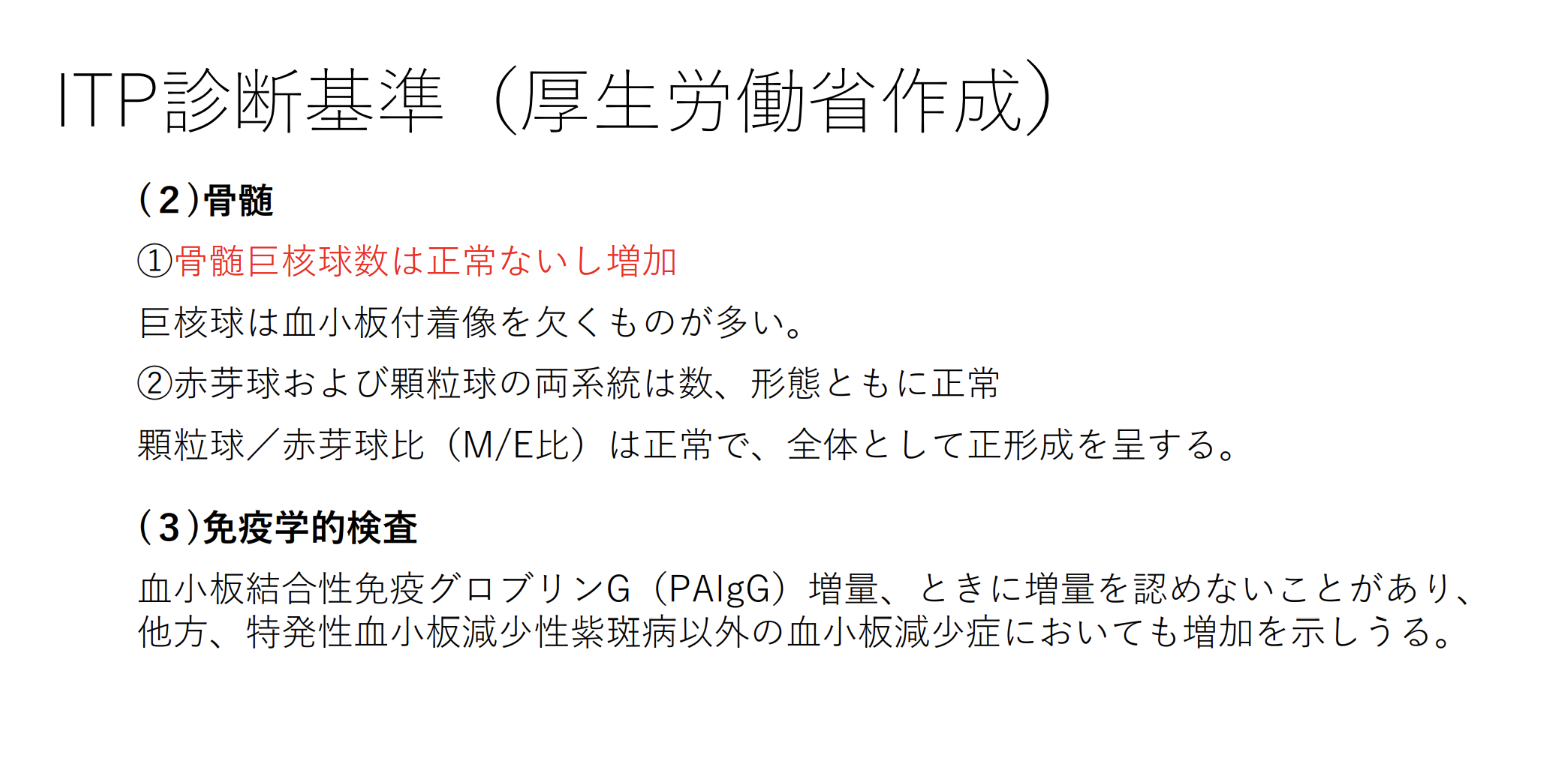 ITP診断基準（厚生労働省作成）
(２)骨髄
①骨髄巨核球数は正常ないし増加
巨核球は血小板付着像を欠くものが多い。
②赤芽球および顆粒球の両系統は数、形態ともに正常
顆粒球／赤芽球比（M/E比）は正常で、全体として正形成を呈する。
(３)免疫学的検査
血小板結合性免疫グロブリンG（PAIgG）増量、ときに増量を認めないことがあり、
他方、特発性血小板減少性紫斑病以外の血小板減少症においても増加を示しうる。